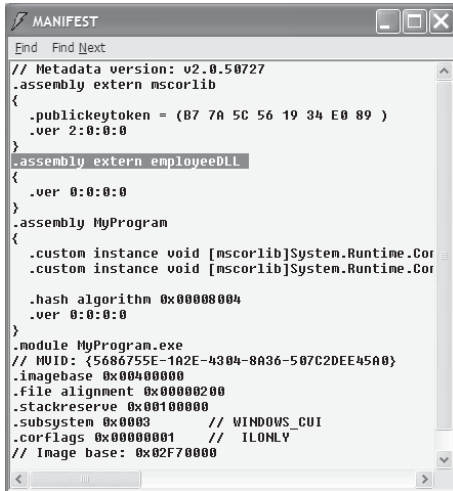 MANIFEST
Find Find Next
// Metadata version: v2.0.50727
.assembly extern mscorlib
{
.publickeytoken = (B7 7A 5C 56 19 34 E0 89 )
.ver 2:0:0:0
}
.assembly extern employeeDLL
{
.ver 0:0:0:0
}
.assembly MyProgram
{
.custom instance void [mscorlib]System.Runtime.Com
.custom instance void [mscorlib]System.Runtime.Com
.hash algorithm 0x00008004
.ver 0:0:0:0
}
.module MyProgram.exe
// MVID: {5686755E-1A2E-4304-8A36-507C2DEE45A0}
.imagebase 0x00400000
.file alignment 0x00000200
.stackreserve 0x00100000
.subsystem 0x0003 // WINDOWS_CUI
.corflags 0x00000001 // ILONLY
// Image base: 0x02F70000